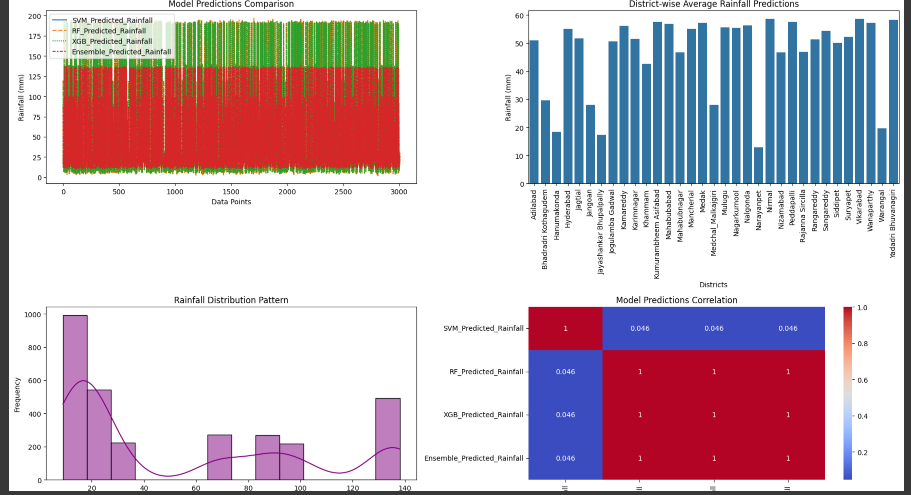 Model Predictions Comparison
200
175
150
125
100
75
50
25
0
Rainfall (mm)
SVM_Predicted_Rainfall
RF_Predicted_Rainfall
XGB_Predicted_Rainfall
Ensemble_Predicted_Rainfall
0 500 1000 1500 2000 2500 3000
Data Points
District-wise Average Rainfall Predictions
60
50
40
30
20
10
0
Rainfall (mm)
Adilabad
Bhadradri Kothagudem
Hanumakonda
Hyderabad
Jagtial
Jangoan
Jayashankar Bhupalpally
Jogulamba Gadwal
Kamareddy
Karimnagar
Khammam
Kumurambheem Asifabad
Mahabubabad
Mahabubnagar
Mancherial
Medak
Medchal_Malkajgiri
Mulugu
Nagarkurnool
Nalgonda
Narayanpet
Nirmal
Nizamabad
Peddapalli
Rajanna Sircilla
Rangareddy
Sangareddy
Siddipet
Suryapet
Vikarabad
Wanaparthy
Warangal
Yadadri Bhuvanagiri
Districts
Rainfall Distribution Pattern
1000
800
600
400
200
0
Frequency
20 40 60 80 100 120 140
Model Predictions Correlation
SVM_Predicted_Rainfall 1 0.046 0.046 0.046
RF_Predicted_Rainfall 0.046 1 1 1
XGB_Predicted_Rainfall 0.046 1 1 1
Ensemble_Predicted_Rainfall 0.046 1 1 1
1.0
0.8
0.6
0.4
0.2